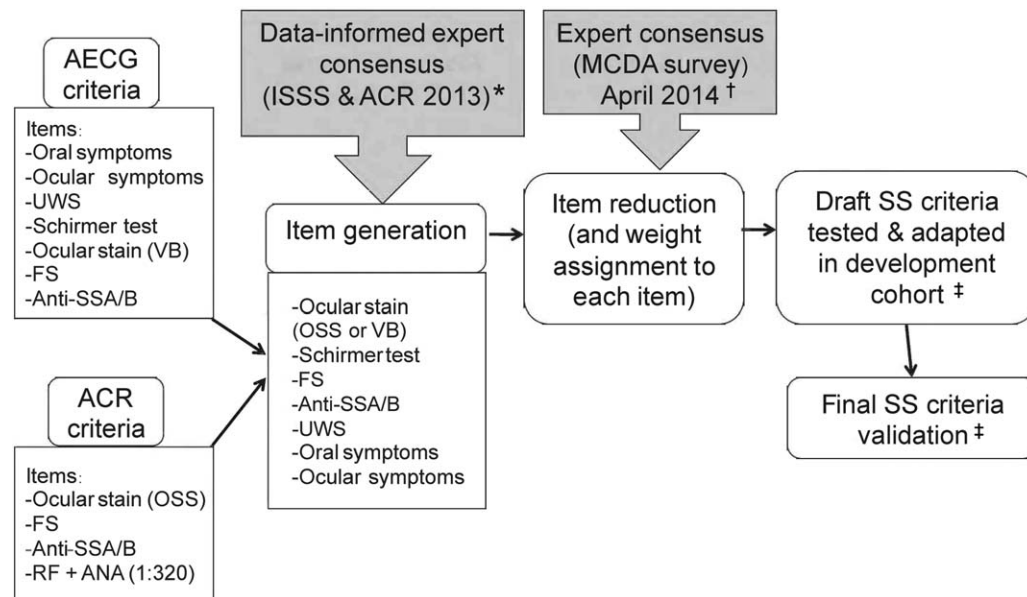 AECG
criteria
Items:
-Oral symptoms
-Ocular symptoms
-UWS
-Schirmer test
-Ocular stain (VB)
-FS
-Anti-SSA/B
ACR
criteria
Items:
-Ocular stain (OSS)
-FS
-Anti-SSA/B
-RF + ANA (1:320)
Data-informed expert
consensus
(ISSS & ACR 2013)*
Item generation
-Ocular stain
(OSS or VB)
-Schirmer test
-FS
-Anti-SSA/B
-UWS
-Oral symptoms
-Ocular symptoms
Expert consensus
(MCDA survey)
April 2014 †
Item reduction
(and weight
assignment to
each item)
Draft SS criteria
tested & adapted
in development
cohort ‡
Final SS criteria
validation ‡